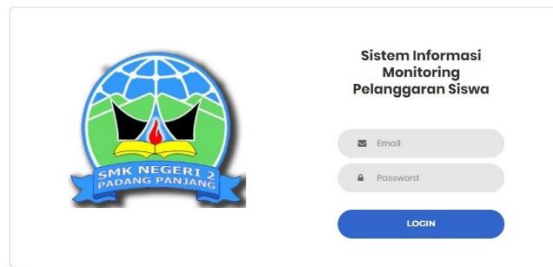 SMK NEGERI 2
PADANG PANJANG
Sistem Informasi
Monitoring
Pelanggaran Siswa
Email
Password
LOGIN